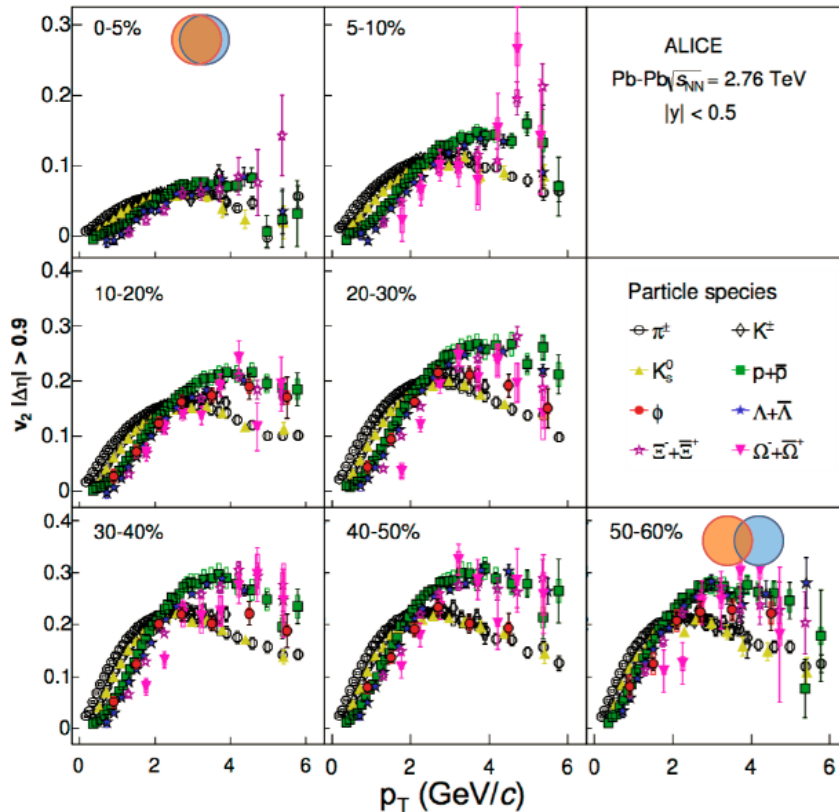 0-5%
5-10%
ALICE
Pb-Pb√sNN = 2.76 TeV
|y| < 0.5
0.3
0.2
0.1
0
10-20%
20-30%
Particle species
π±
K±
K0s
p+p̄
ϕ
Λ+Λ̄
Ξ-+Ξ̄+
Ω-+Ω̄+
0.4
0.3
0.2
0.1
0
v2 |Δη| > 0.9
30-40%
40-50%
50-60%
0.4
0.3
0.2
0.1
0
0 2 4 6
0 2 4 6
0 2 4 6
pT (GeV/c)